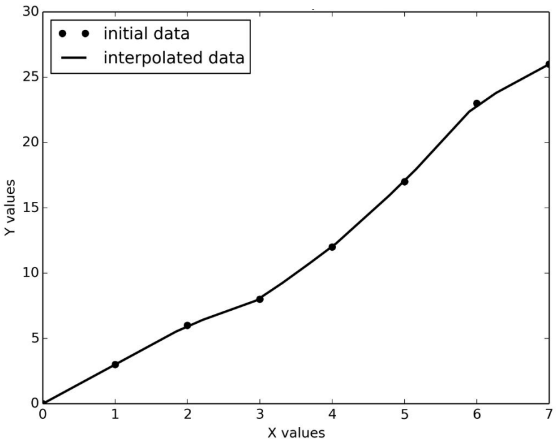 30
initial data
interpolated data
25
20
15
10
5
0
0 1 2 3 4 5 6 7
Y values
X values